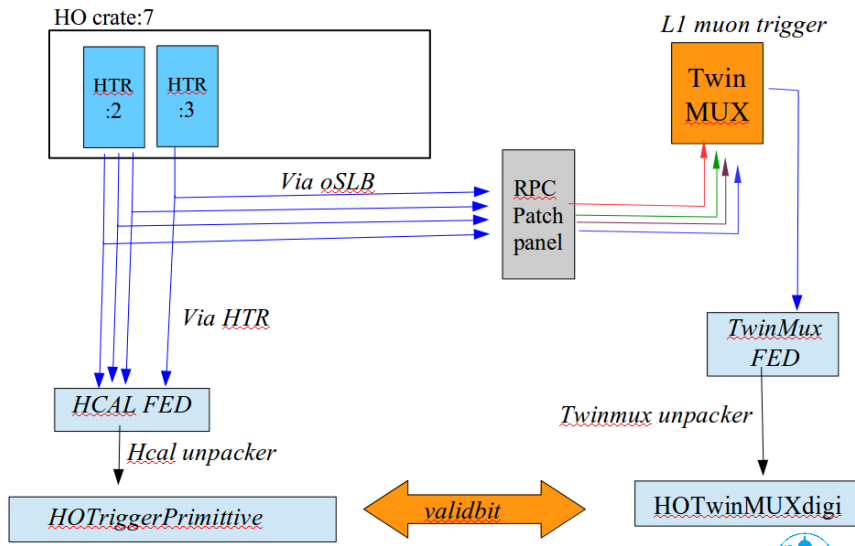 HO crate:7
L1 muon trigger
HTR
:2
HTR
:3
Twin
MUX
Via oSLB
RPC
Patch
panel
Via HTR
TwinMux
FED
HCAL FED
Twinmux unpacker
Hcal unpacker
HOTriggerPrimittive
validbit
HOTwinMUXdigi